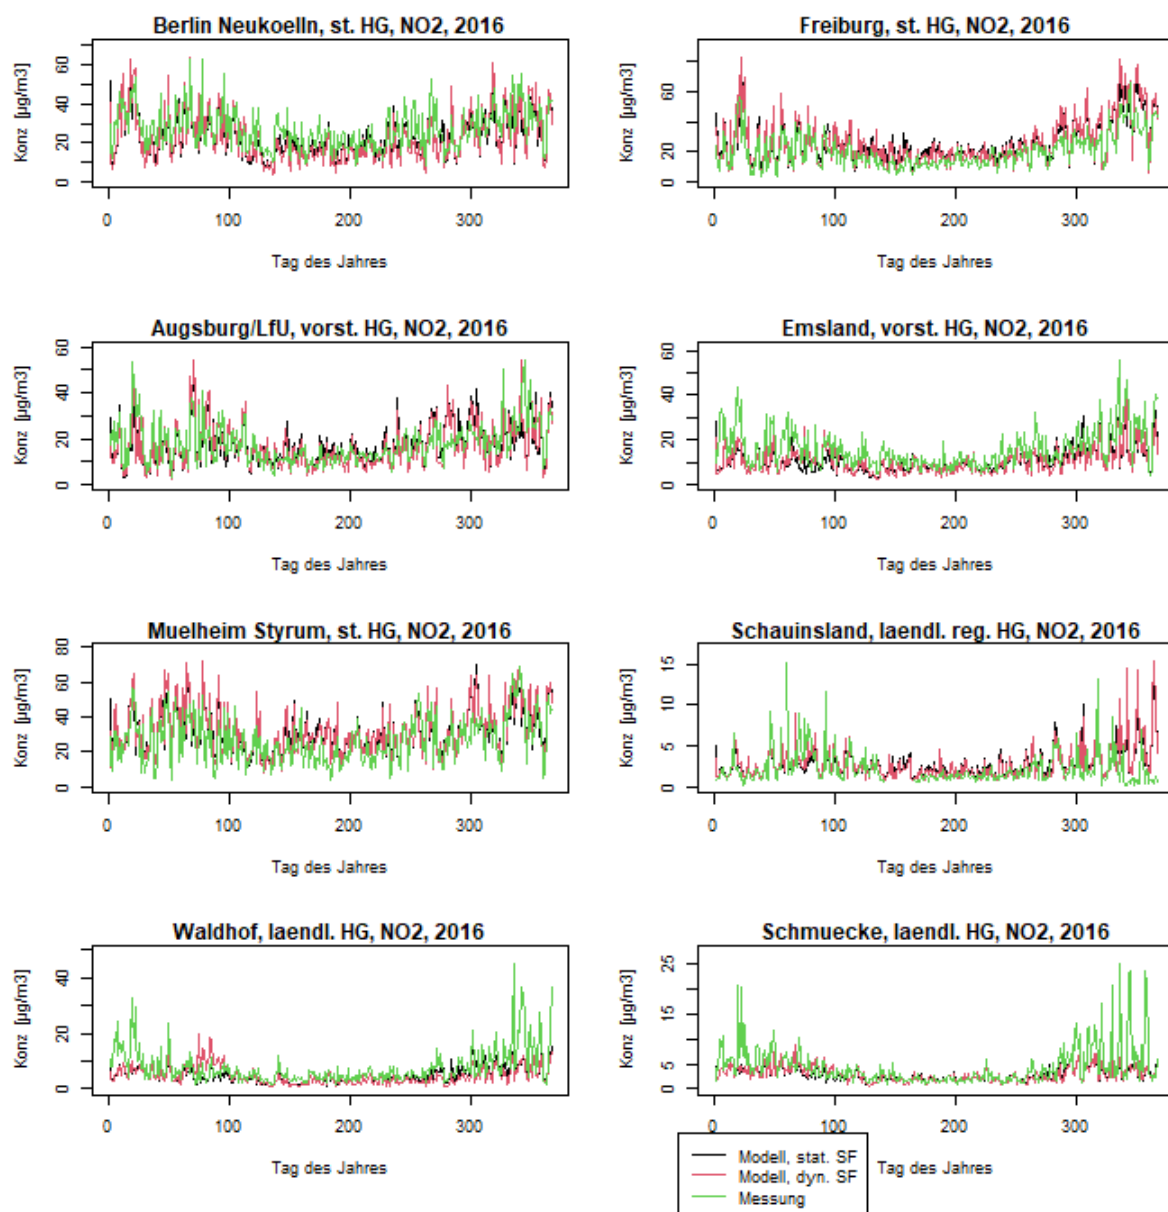 Berlin Neukoelln, st. HG, NO2, 2016
Konz [µg/m3]
0 20 40 60
0 100 200 300
Tag des Jahres
Freiburg, st. HG, NO2, 2016
Konz [µg/m3]
0 20 60
0 100 200 300
Tag des Jahres
Augsburg/LfU, vorst. HG, NO2, 2016
Konz [µg/m3]
0 20 40 60
0 100 200 300
Tag des Jahres
Emsland, vorst. HG, NO2, 2016
Konz [µg/m3]
0 20 40 60
0 100 200 300
Tag des Jahres
Muelheim Styrum, st. HG, NO2, 2016
Konz [µg/m3]
0 20 40 60 80
0 100 200 300
Tag des Jahres
Schauinsland, laendl. reg. HG, NO2, 2016
Konz [µg/m3]
0 5 10 15
0 100 200 300
Tag des Jahres
Waldhof, laendl. HG, NO2, 2016
Konz [µg/m3]
0 20 40
0 100 200 300
Tag des Jahres
Schmuecke, laendl. HG, NO2, 2016
Konz [µg/m3]
0 5 15 25
0 100 200 300
Tag des Jahres
Modell, stat. SF
Modell, dyn. SF
Messung